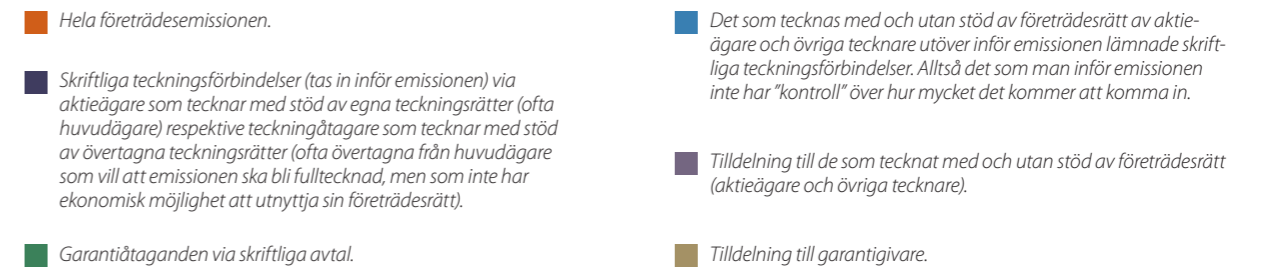 Hela företrädesemissionen.
Skriftliga teckningsförbindelser (tas in inför emissionen) via
aktieägare som tecknar med stöd av egna teckningsrätter (ofta
huvudägare) respektive teckningåtagare som tecknar med stöd
av övertagna teckningsrätter (ofta övertagna från huvudägare
som vill att emissionen ska bli fulltecknad, men som inte har
ekonomisk möjlighet att utnyttja sin företrädesrätt).
Garantiåtaganden via skriftliga avtal.
Det som tecknas med och utan stöd av företrädesrätt av aktie-
ägare och övriga tecknare utöver inför emissionen lämnade skrift-
liga teckningsförbindelser. Alltså det som man inför emissionen
inte har ”kontroll” över hur mycket det kommer att komma in.
Tilldelning till de som tecknat med och utan stöd av företrädesrätt
(aktieägare och övriga tecknare).
Tilldelning till garantigivare.